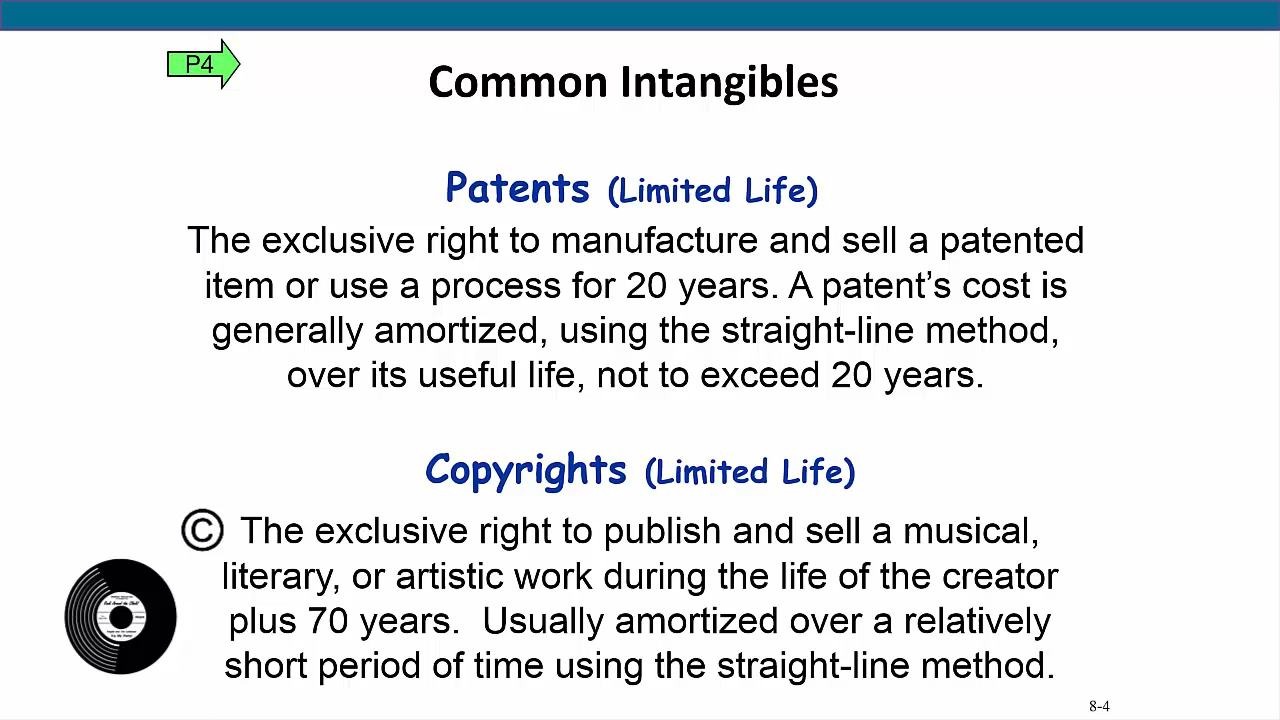 P4
Common Intangibles
Patents (Limited Life)
The exclusive right to manufacture and sell a patented
item or use a process for 20 years. A patent’s cost is
generally amortized, using the straight-line method,
over its useful life, not to exceed 20 years.
Copyrights (Limited Life)
© The exclusive right to publish and sell a musical,
literary, or artistic work during the life of the creator
plus 70 years.  Usually amortized over a relatively
short period of time using the straight-line method.
8-4